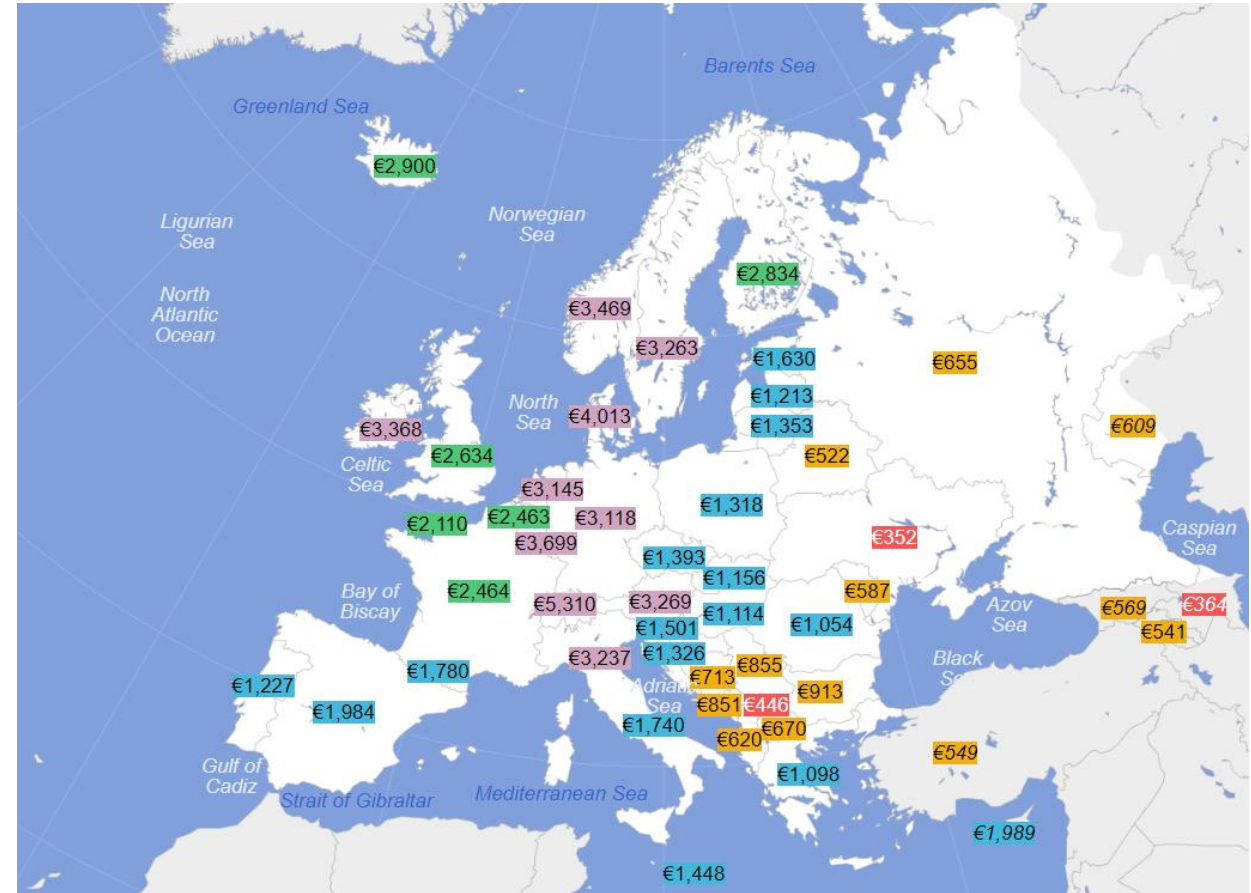 Barents Sea
Greenland Sea
€2,900
Ligurian
Sea
Norwegian
Sea
€2,834
North
Atlantic
Ocean
€3,469
€3,263
€1,630
€655
€1,213
North
Sea
€4,013
€3,368
€1,353
€609
€2,634
€522
Celtic
Sea
€3,145
€1,318
€2,110
€2,463
€3,118
€3,699
€352
Caspian
Sea
€1,393
€1,156
Bay of
Biscay
€2,464
€5,310
€3,269
€1,114
€587
Azov
Sea
€569
€364
€1,501
€1,054
€541
€1,326
€3,237
€855
Black
€1,780
€713
€1,227
Sea
€913
€851
€446
€1,984
€1,740
€670
€620
€549
Gulf of
Cadiz
€1,098
Strait of Gibraltar
Mediterranean Sea
€1,989
€1,448